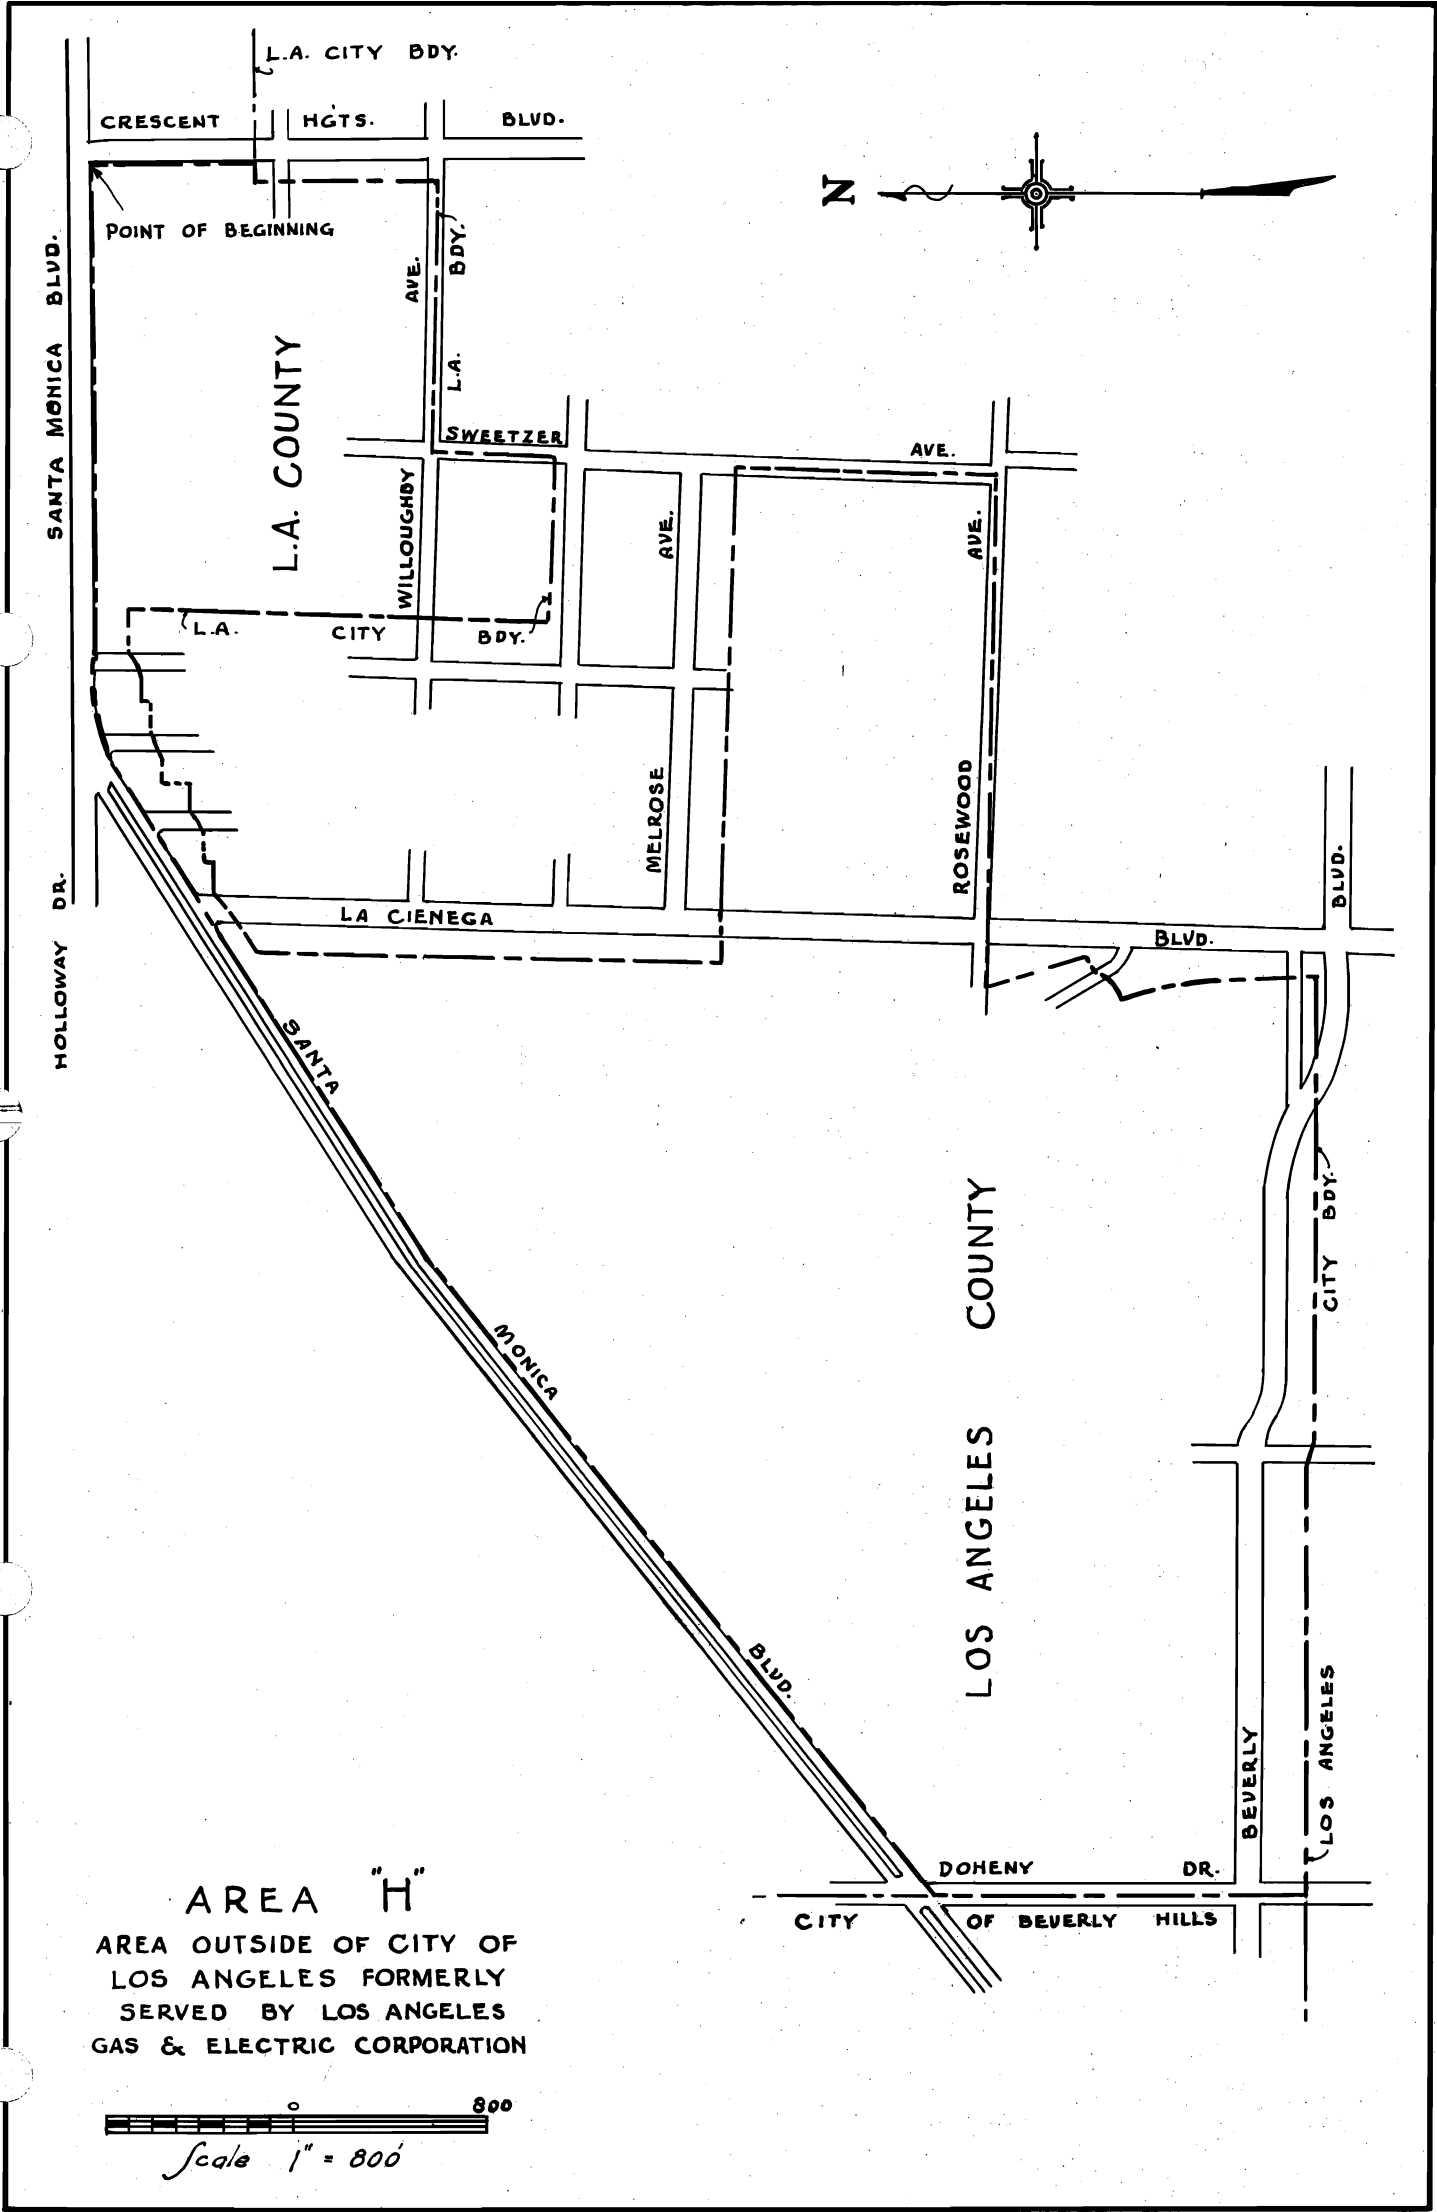 L.A. CITY BDY.
CRESCENT HGTS. BLVD.
N
POINT OF BEGINNING
SANTA MONICA BLVD.
AVE.
BDY.
L.A.
L.A. COUNTY
SWEETZER AVE.
WILLOUGHBY
AVE.
AVE.
L.A. CITY BDY.
MELROSE
ROSEWOOD
BLVD.
HOLLOWAY DR.
LA CIENEGA BLVD.
SANTA MONICA BLVD.
LOS ANGELES COUNTY
CITY BDY.
LOS ANGELES
BEVERLY
DOHENY DR.
CITY OF BEVERLY HILLS
AREA "H"
AREA OUTSIDE OF CITY OF
LOS ANGELES FORMERLY
SERVED BY LOS ANGELES
GAS & ELECTRIC CORPORATION
0 800
Scale 1" = 800'